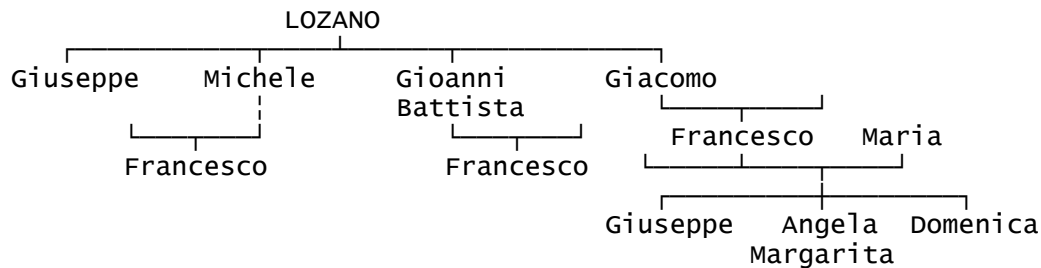 LOZANO
Giuseppe Michele Gioanni Giacomo
Battista
Francesco Francesco Francesco Maria
Giuseppe Angela Domenica
Margarita